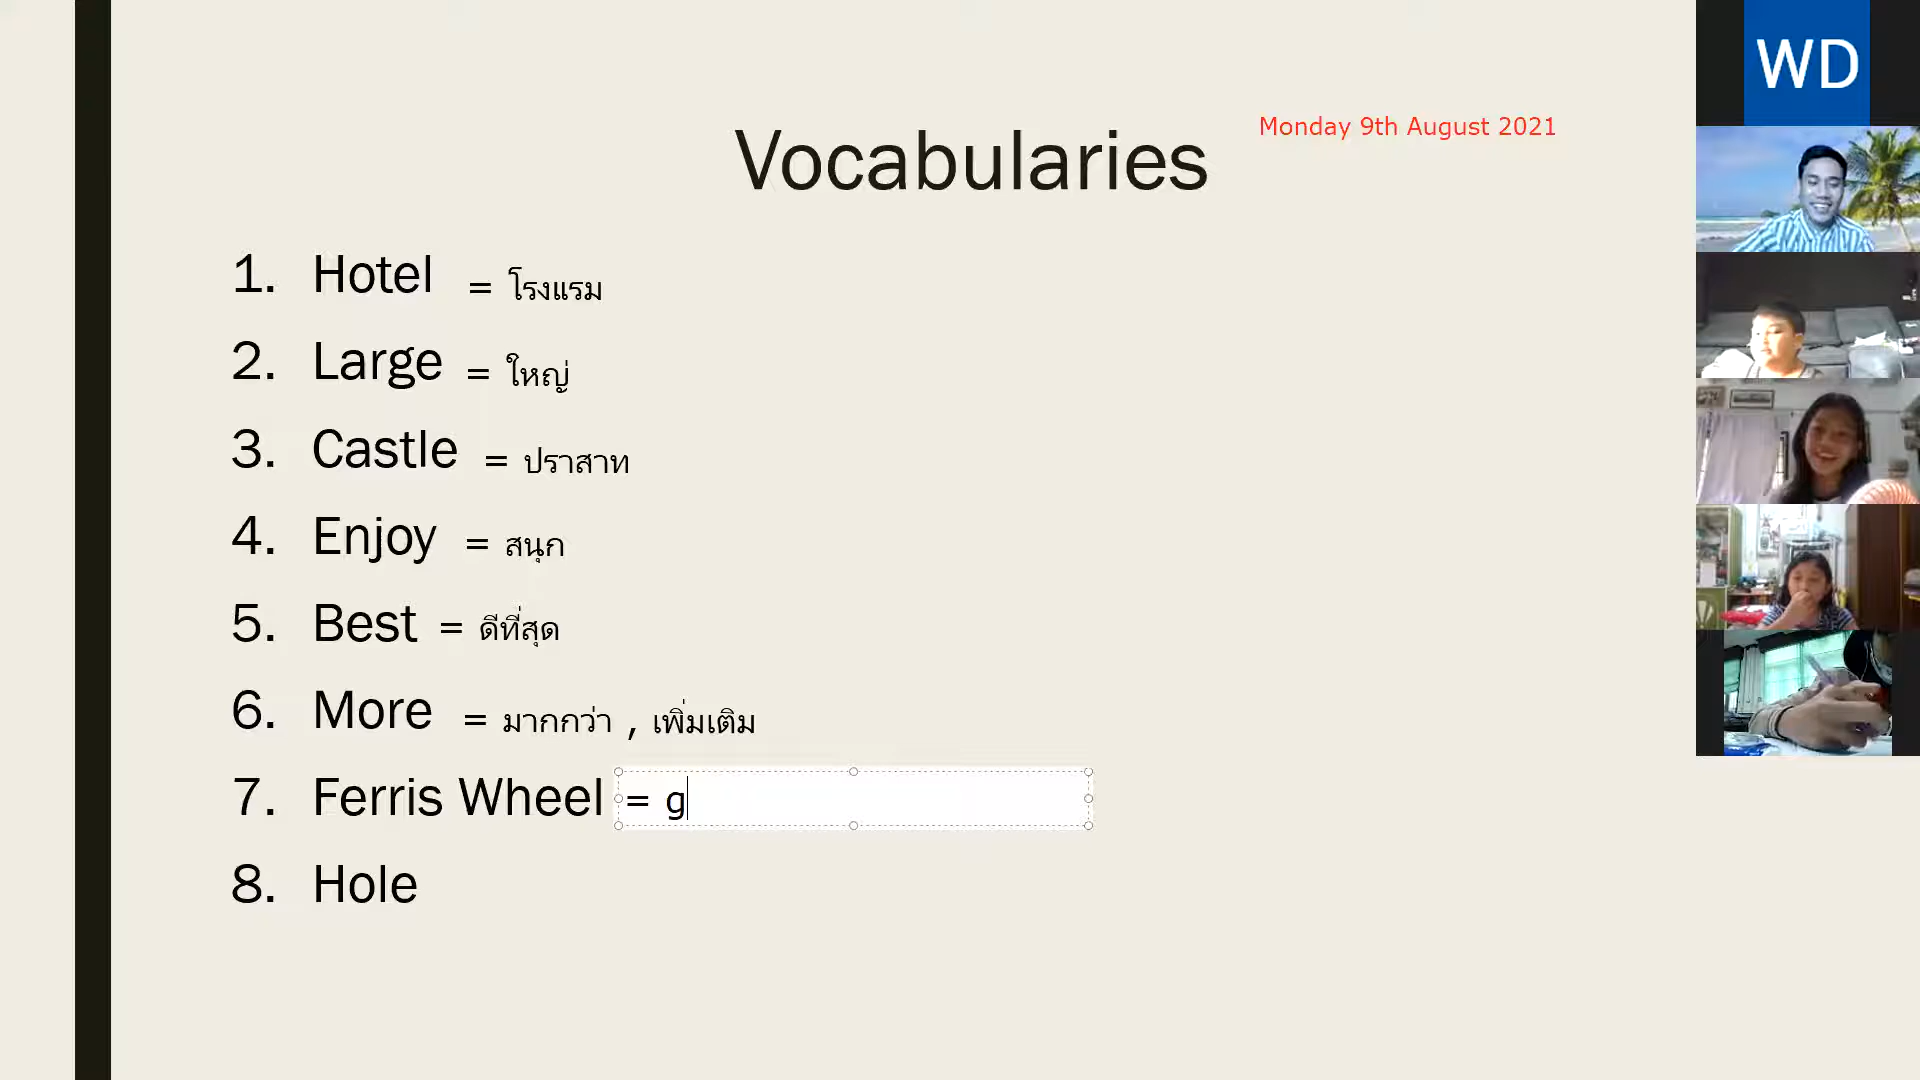 WD
Monday 9th August 2021
Vocabularies
1. Hotel = โรงแรม
2. Large = ใหญ่
3. Castle = ปราสาท
4. Enjoy = สนุก
5. Best = ดีที่สุด
6. More = มากกว่า , เพิ่มเติม
7. Ferris Wheel = g
8. Hole